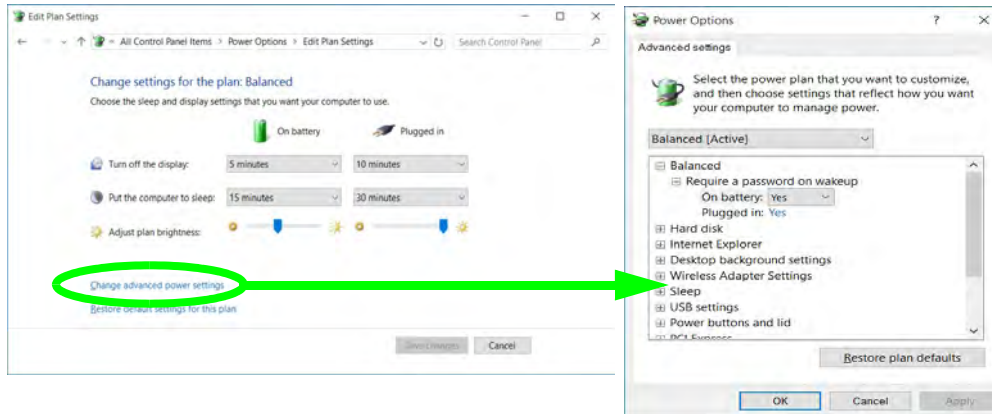 Edit Plan Settings
All Control Panel Items > Power Options > Edit Plan Settings
Search Control Panel
Change settings for the plan: Balanced
Choose the sleep and display settings that you want your computer to use.
On battery Plugged in
Turn off the display: 5 minutes 10 minutes
Put the computer to sleep: 15 minutes 30 minutes
Adjust plan brightness:
Change advanced power settings
Restore default settings for this plan
Save changes Cancel
Power Options ?
Advanced settings
Select the power plan that you want to customize,
and then choose settings that reflect how you want
your computer to manage power.
Balanced [Active]
Balanced
Require a password on wakeup
On battery: Yes
Plugged in: Yes
Hard disk
Internet Explorer
Desktop background settings
Wireless Adapter Settings
Sleep
USB settings
Power buttons and lid
PCI Express
Restore plan defaults
OK Cancel Apply